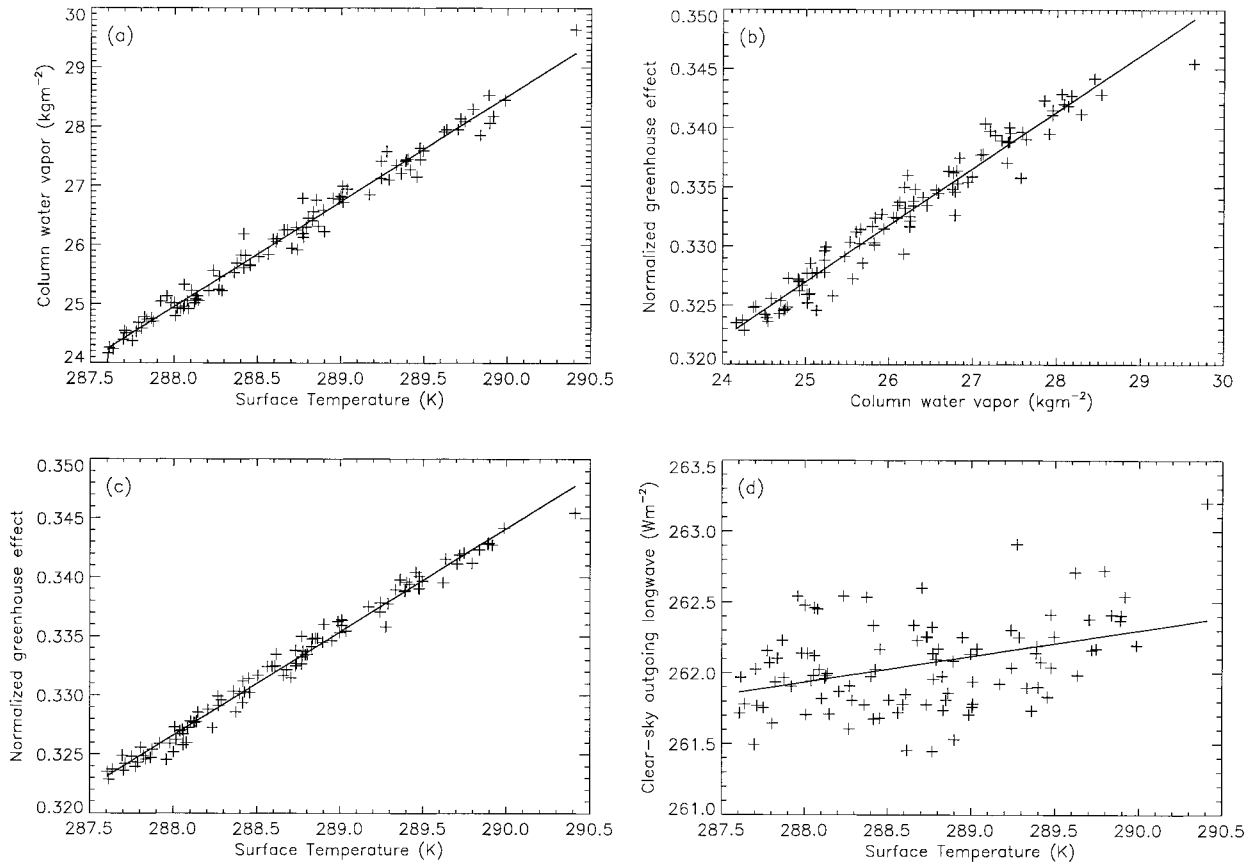 (a)
30
29
28
27
26
25
24
Column water vapor (kgm⁻²)
287.5 288.0 288.5 289.0 289.5 290.0 290.5
Surface Temperature (K)
(b)
0.350
0.345
0.340
0.335
0.330
0.325
0.320
Normalized greenhouse effect
24 25 26 27 28 29 30
Column water vapor (kgm⁻²)
(c)
0.350
0.345
0.340
0.335
0.330
0.325
0.320
Normalized greenhouse effect
287.5 288.0 288.5 289.0 289.5 290.0 290.5
Surface Temperature (K)
(d)
263.5
263.0
262.5
262.0
261.5
261.0
Clear-sky outgoing longwave (Wm⁻²)
287.5 288.0 288.5 289.0 289.5 290.0 290.5
Surface Temperature (K)